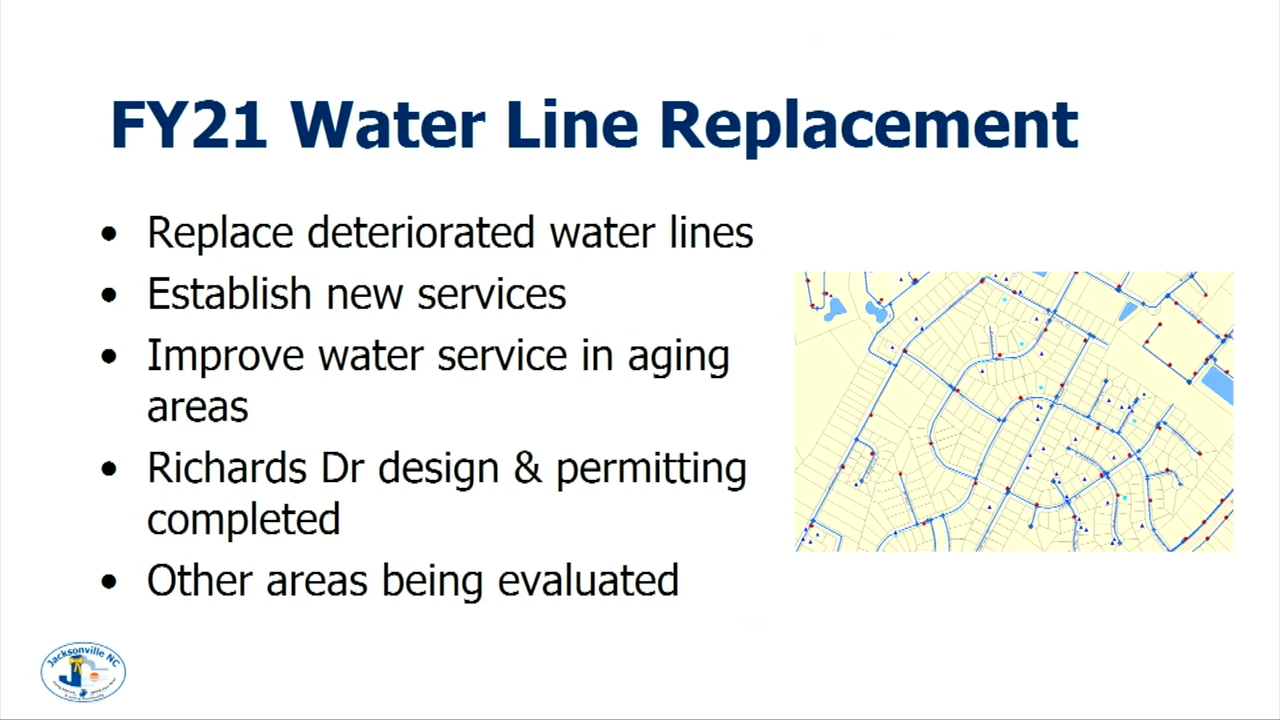 FY21 Water Line Replacement
• Replace deteriorated water lines
• Establish new services
• Improve water service in aging
areas
• Richards Dr design & permitting
completed
• Other areas being evaluated
Jacksonville NC